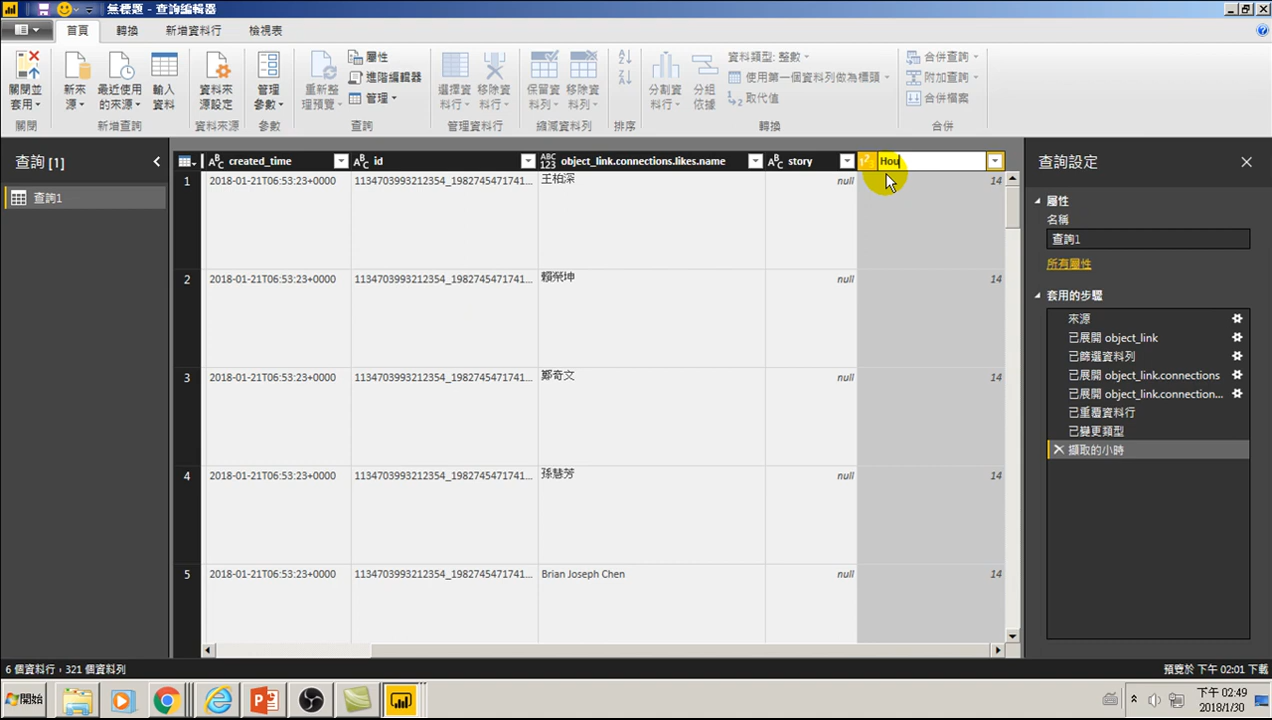 無標題 - 查詢編輯器
首頁 轉換 新增資料行 檢視表
關閉並套用 新來源 最近使用的來源 輸入資料 資料來源設定 管理參數 重新整理預覽 屬性 進階編輯器 管理 選擇資料行 移除資料行 保留資料列 移除資料列 分割資料行 分組依據 資料類型: 整數 使用第一個資料列做為標頭 取代值 合併查詢 附加查詢 合併檔案
關閉 新增查詢 資料來源 參數 查詢 管理資料行 縮減資料列 排序 轉換 合併
查詢 [1]
查詢1
ABC created_time ABC id ABC 123 object_link.connections.likes.name ABC story Hou
1 2018-01-21T06:53:23+0000 1134703993212354_1982745471741... 王柏深 null 14
2 2018-01-21T06:53:23+0000 1134703993212354_1982745471741... 賴榮坤 null 14
3 2018-01-21T06:53:23+0000 1134703993212354_1982745471741... 鄭奇文 null 14
4 2018-01-21T06:53:23+0000 1134703993212354_1982745471741... 孫慧芳 null 14
5 2018-01-21T06:53:23+0000 1134703993212354_1982745471741... Brian Joseph Chen null 14
查詢設定
屬性
名稱
查詢1
所有屬性
套用的步驟
來源
已展開 object_link
已篩選資料列
已展開 object_link.connections
已展開 object_link.connection...
已重覆資料行
已變更類型
擷取的小時
6 個資料行，321 個資料列
預覽於 下午 02:01 下載
開始
下午 02:49
2018/1/30